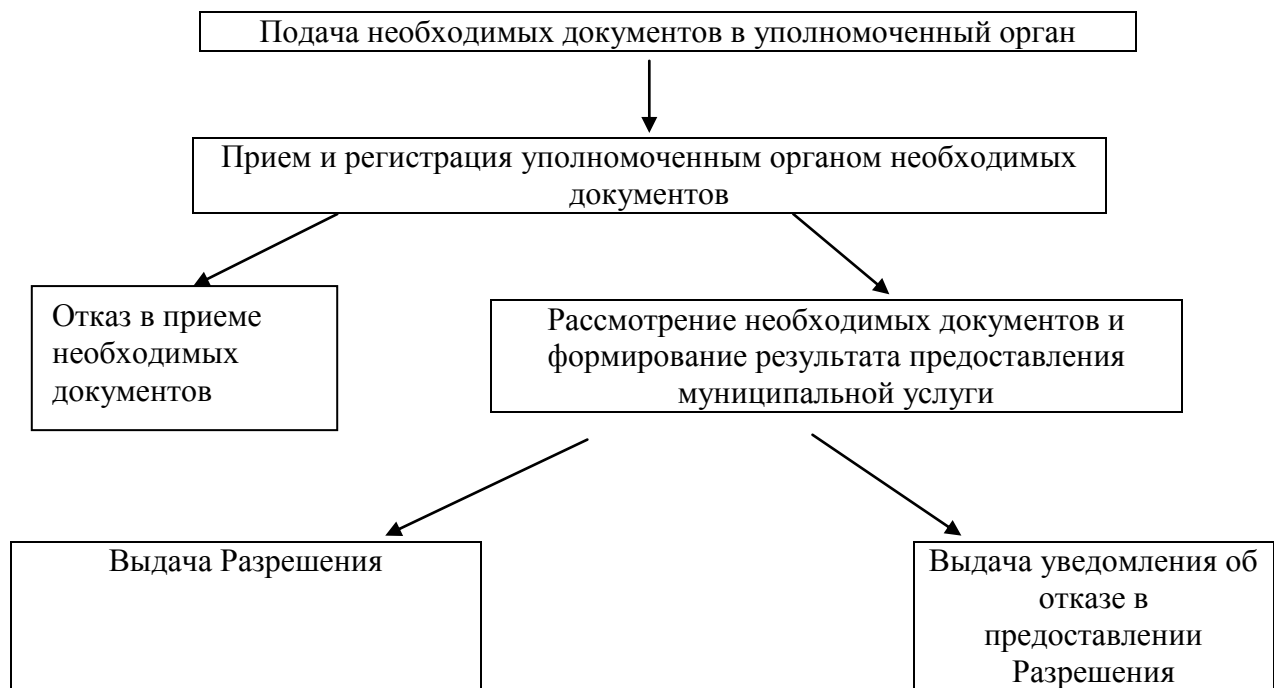 Подача необходимых документов в уполномоченный орган
Прием и регистрация уполномоченным органом необходимых
документов
Отказ в приеме
необходимых
документов
Рассмотрение необходимых документов и
формирование результата предоставления
муниципальной услуги
Выдача Разрешения
Выдача уведомления об
отказе в
предоставлении
Разрешения